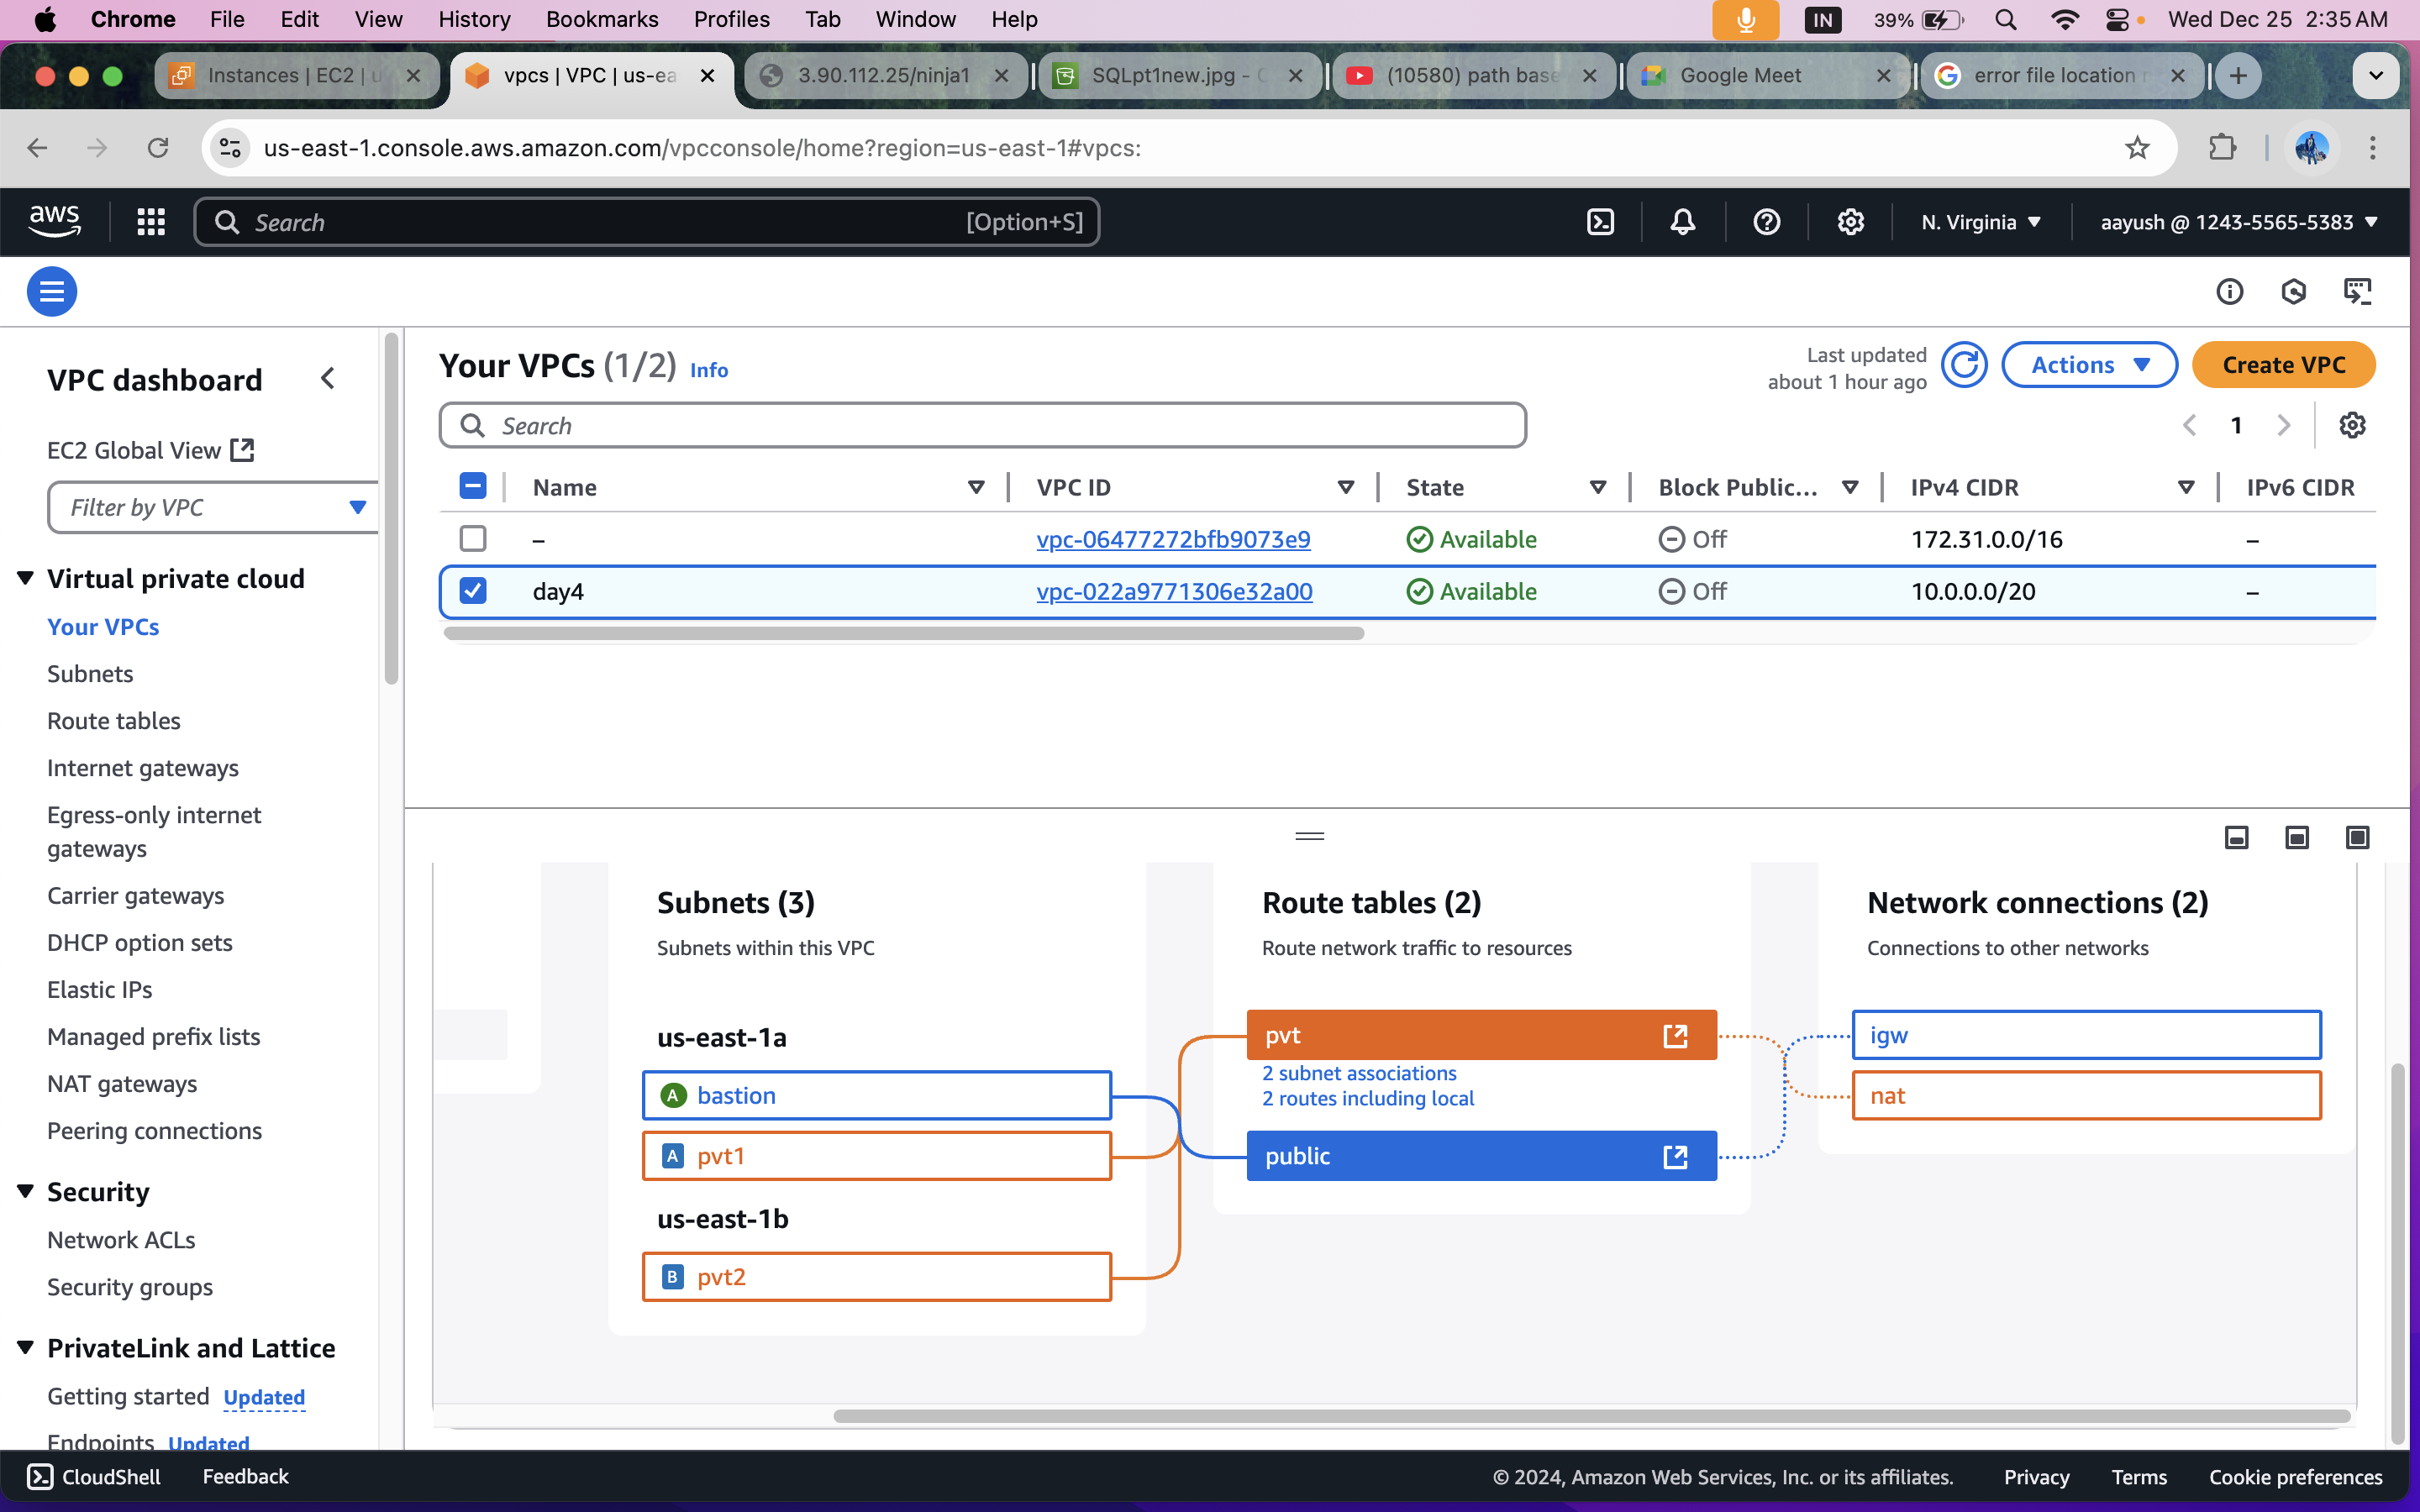 Chrome File Edit View History Bookmarks Profiles Tab Window Help IN 39% Wed Dec 25 2:35 AM
Instances | EC2 | u vpcs | VPC | us-ea 3.90.112.25/ninja1 SQLpt1new.jpg - (10580) path base Google Meet error file location
us-east-1.console.aws.amazon.com/vpcconsole/home?region=us-east-1#vpcs:
aws Search [Option+S] N. Virginia aayush @ 1243-5565-5383
VPC dashboard
EC2 Global View
Filter by VPC
Virtual private cloud
Your VPCs
Subnets
Route tables
Internet gateways
Egress-only internet
gateways
Carrier gateways
DHCP option sets
Elastic IPs
Managed prefix lists
NAT gateways
Peering connections
Security
Network ACLs
Security groups
PrivateLink and Lattice
Getting started Updated
Endpoints Updated
Your VPCs (1/2) Info
Last updated
about 1 hour ago
Actions
Create VPC
Search
1
Name VPC ID State Block Public... IPv4 CIDR IPv6 CIDR
– vpc-06477272bfb9073e9 Available Off 172.31.0.0/16 –
day4 vpc-022a9771306e32a00 Available Off 10.0.0.0/20 –
Subnets (3)
Subnets within this VPC
us-east-1a
A bastion
A pvt1
us-east-1b
B pvt2
Route tables (2)
Route network traffic to resources
pvt
2 subnet associations
2 routes including local
public
Network connections (2)
Connections to other networks
igw
nat
CloudShell Feedback © 2024, Amazon Web Services, Inc. or its affiliates. Privacy Terms Cookie preferences